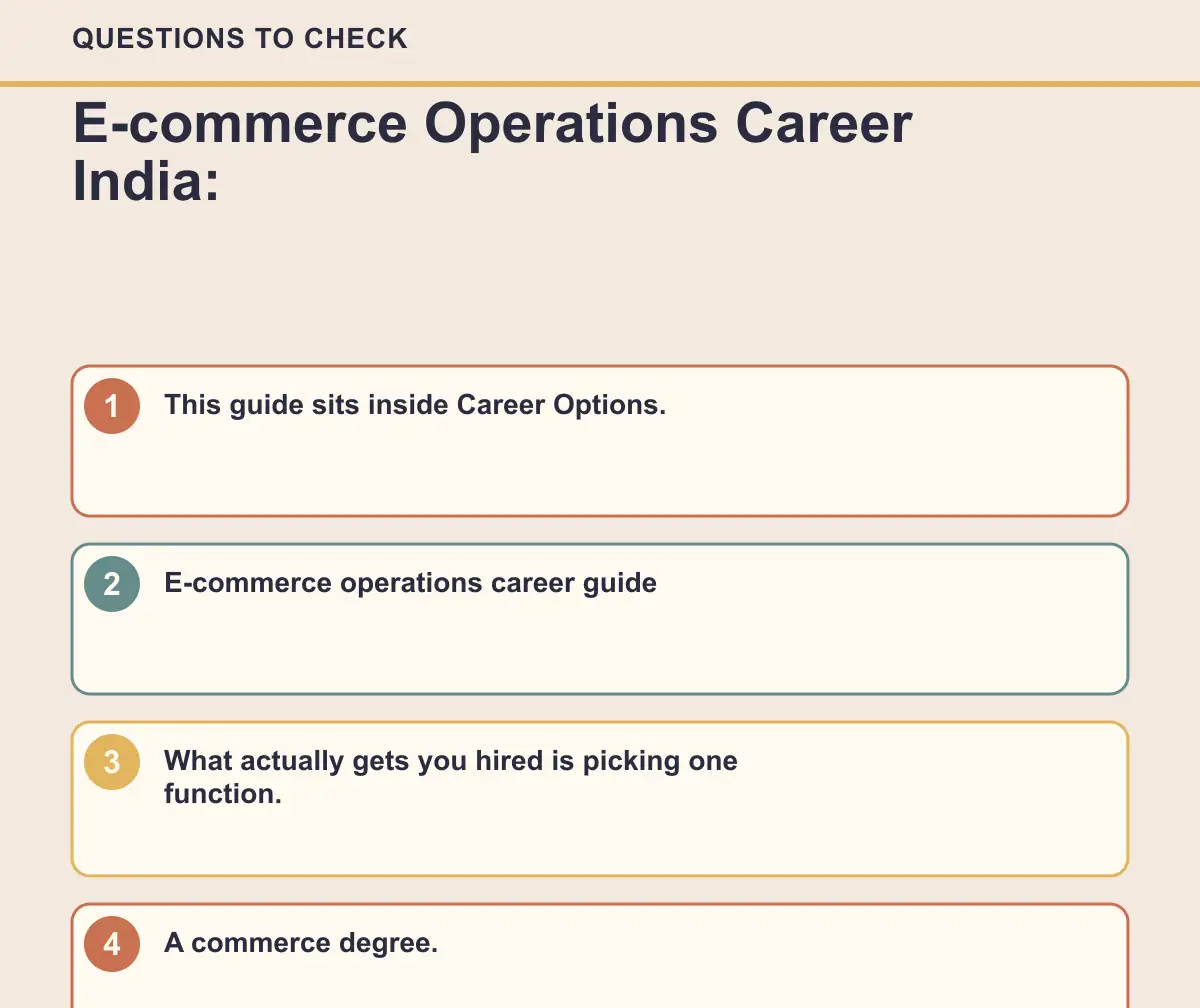 QUESTIONS TO CHECK
E-commerce Operations Career
India:
1
This guide sits inside Career Options.
2
E-commerce operations career guide
3
What actually gets you hired is picking one
function.
4
A commerce degree.